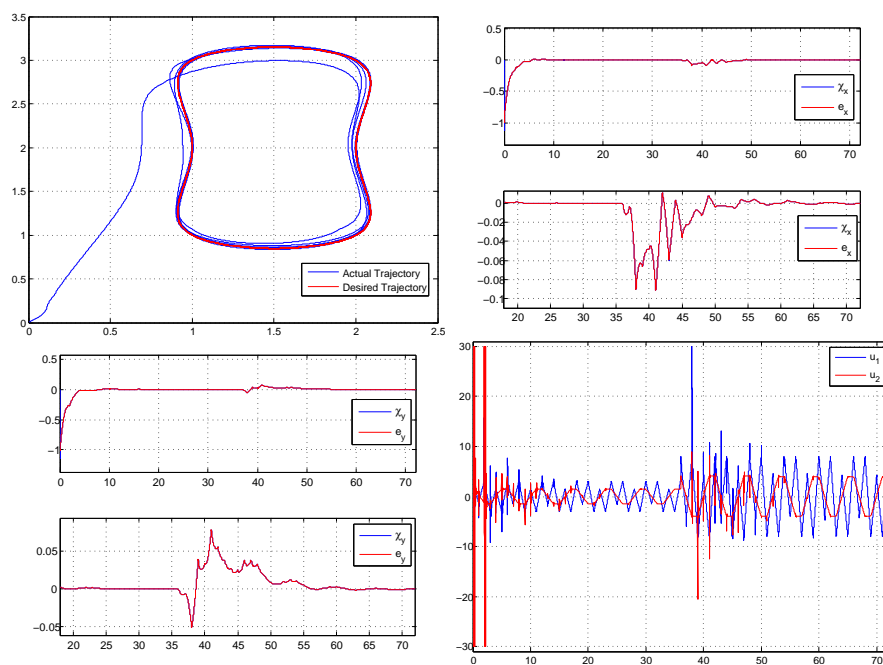 3.5
3
2.5
2
1.5
1
0.5
0
0 0.5 1 1.5 2 2.5
Actual Trajectory
Desired Trajectory
0.5
0
−0.5
−1
0 10 20 30 40 50 60 70
χx
ex
0
−0.02
−0.04
−0.06
−0.08
−0.1
20 25 30 35 40 45 50 55 60 65 70
χx
ex
0.5
0
−0.5
−1
0 10 20 30 40 50 60 70
χy
ey
0.05
0
−0.05
20 25 30 35 40 45 50 55 60 65 70
χy
ey
30
20
10
0
−10
−20
−30
0 10 20 30 40 50 60 70
u1
u2